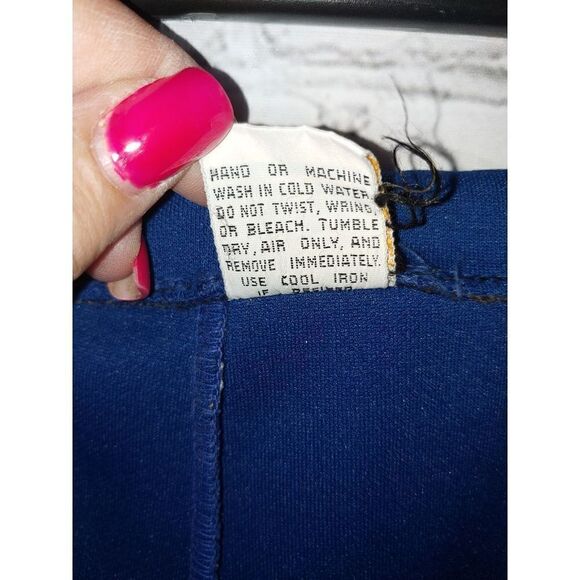 HAND OR MACHINE
WASH IN COLD WATER
DO NOT TWIST, WRING,
OR BLEACH. TUMBLE
DRY, AIR ONLY, AND
REMOVE IMMEDIATELY.
USE COOL IRON
IF